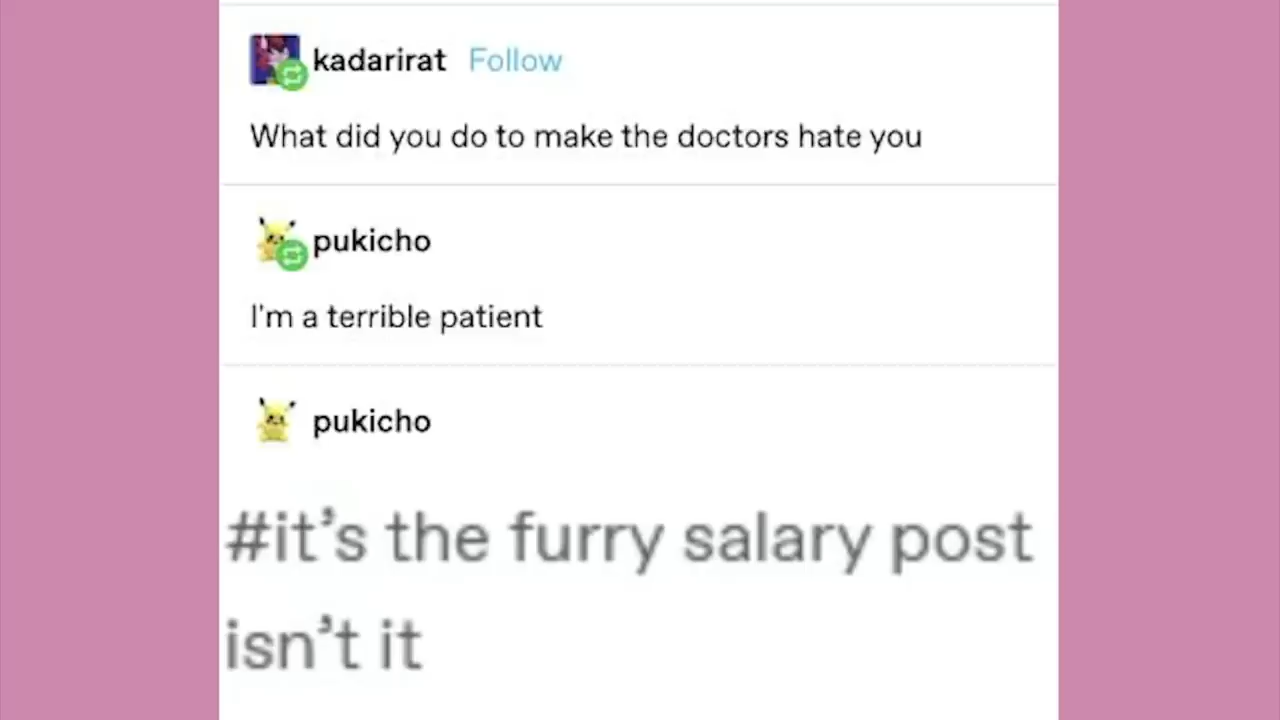 kadarirat Follow
What did you do to make the doctors hate you
pukicho
I'm a terrible patient
pukicho
#it’s the furry salary post
isn’t it